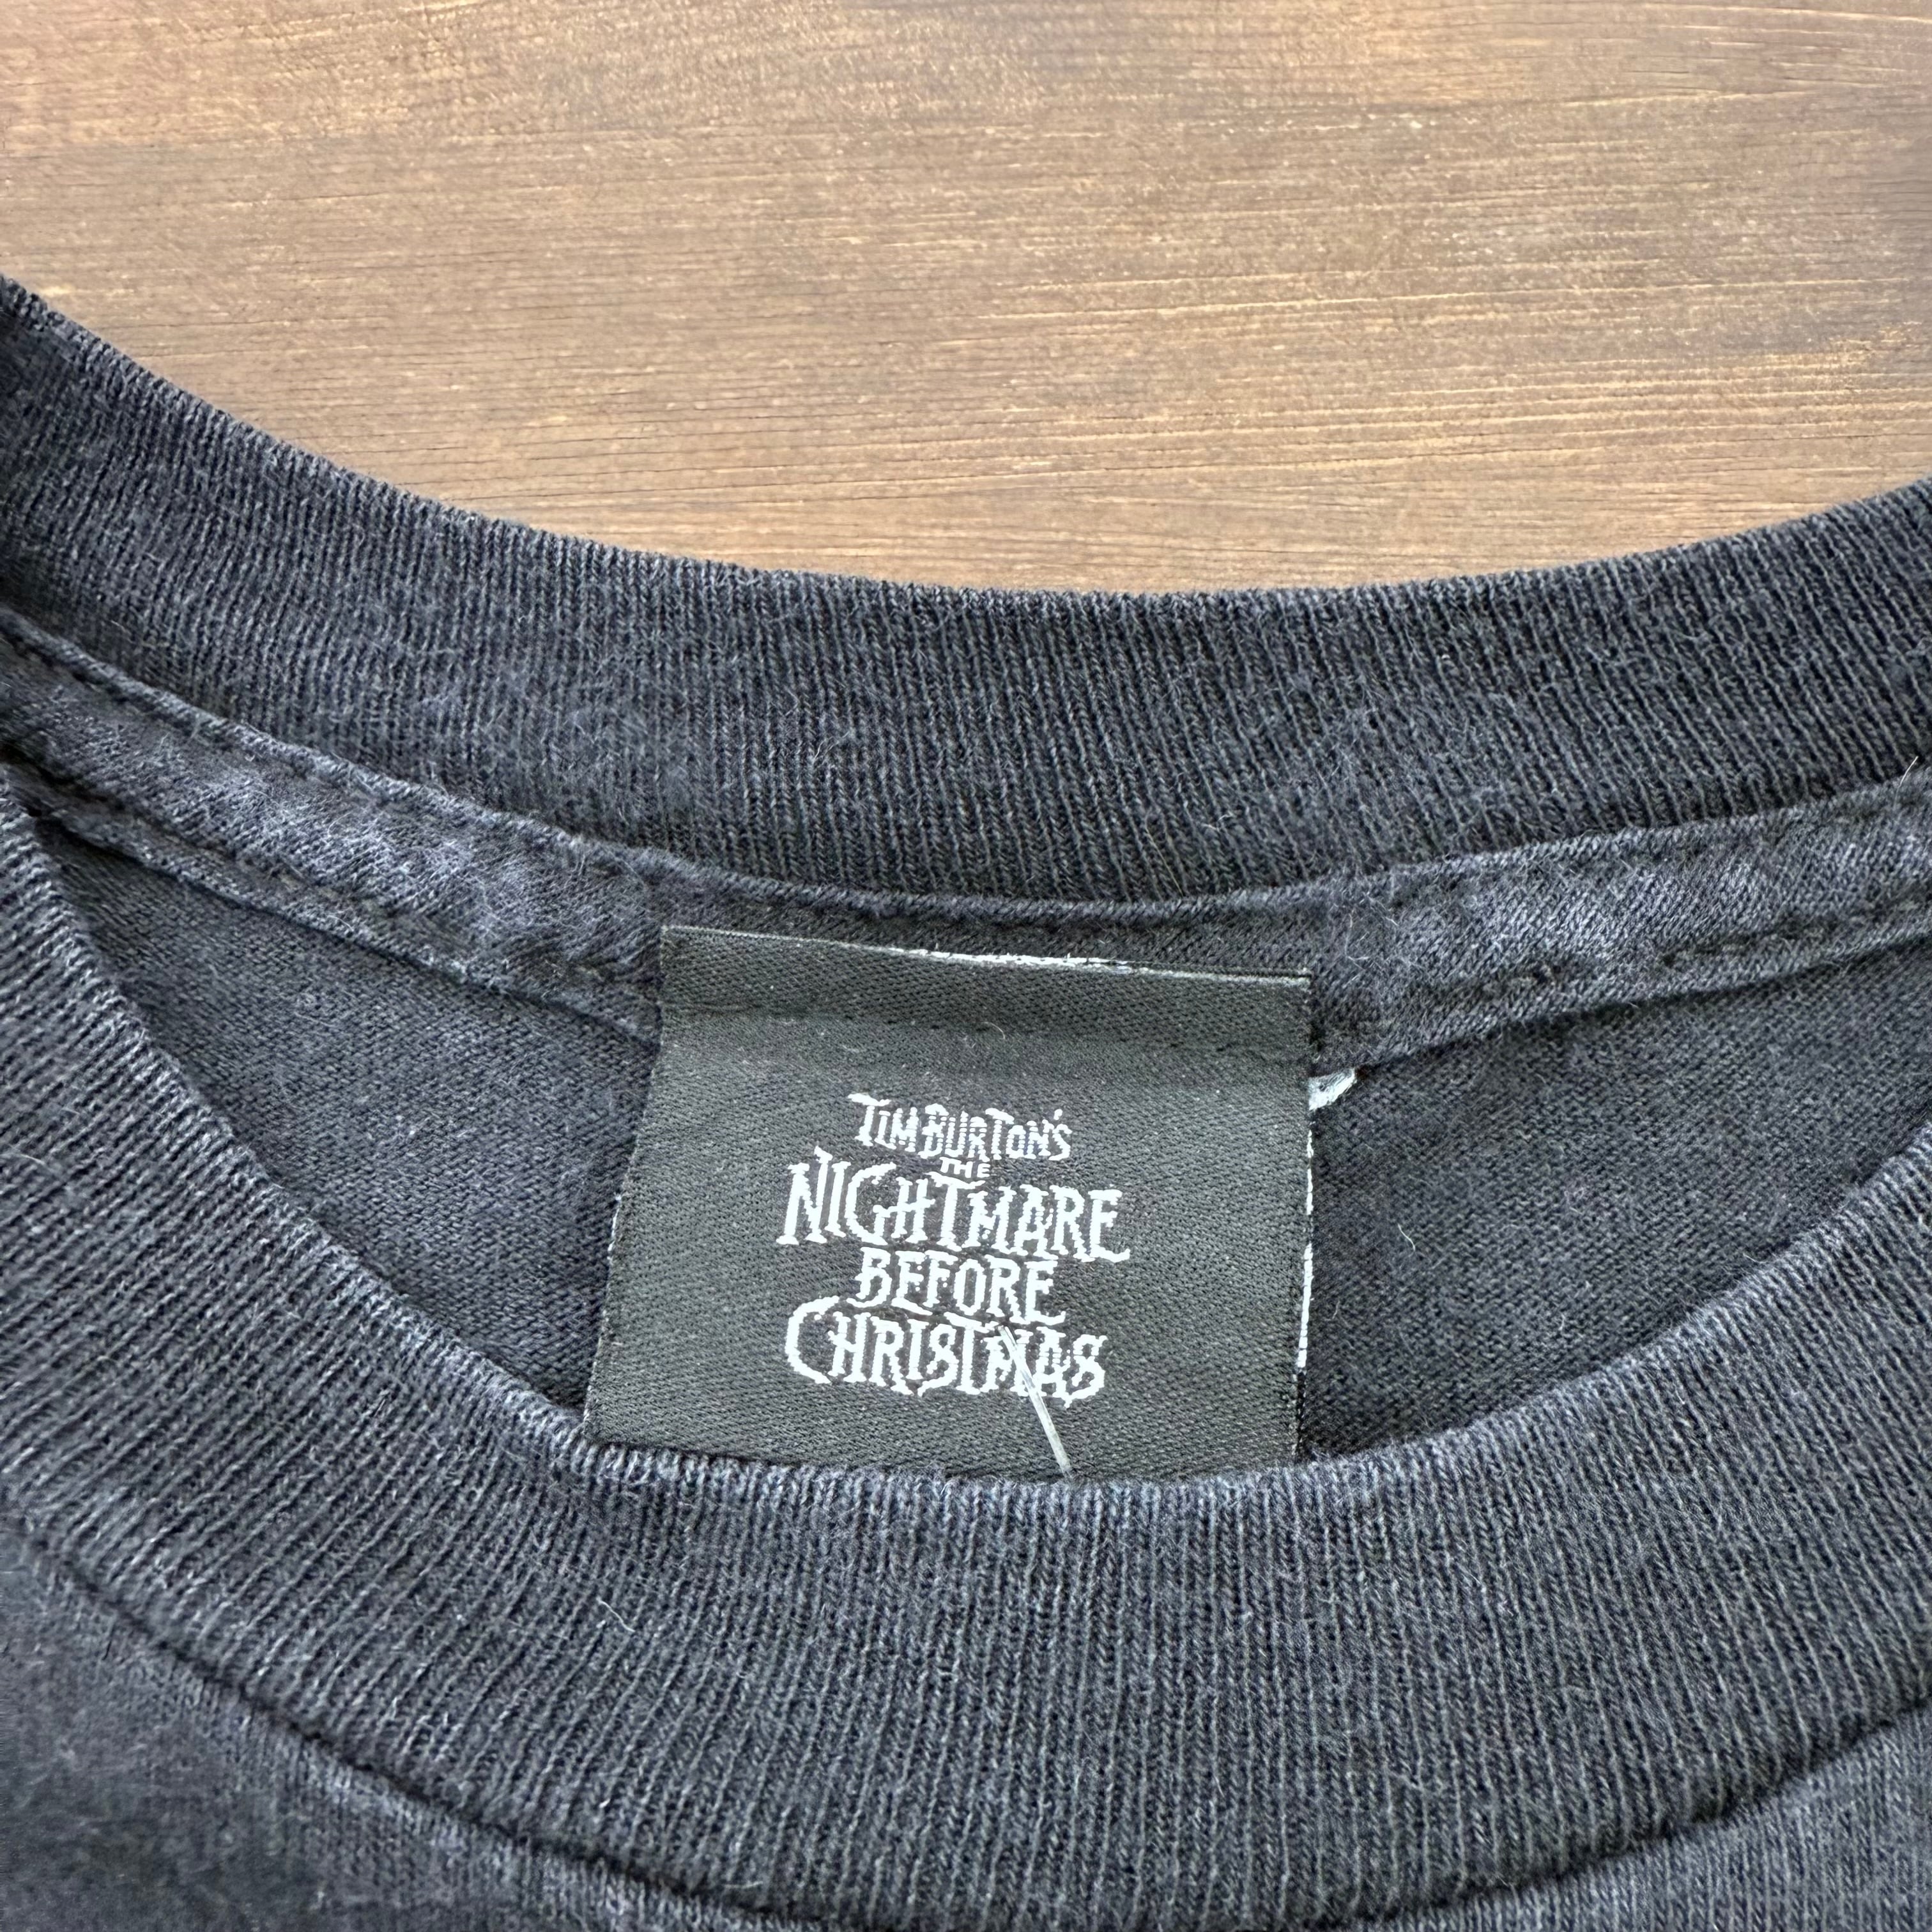 TIM BURTON'S
THE
NIGHTMARE
BEFORE
CHRISTMAS